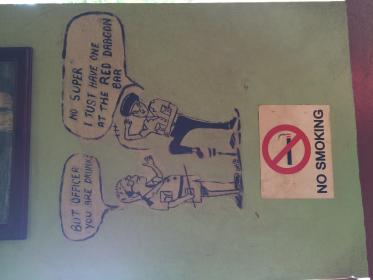 NO SUPER
I JUST HAVE ONE
AT THE RED DRAGON
BAR
BUT OFFICER
YOU ARE DRUNK!
NO SMOKING